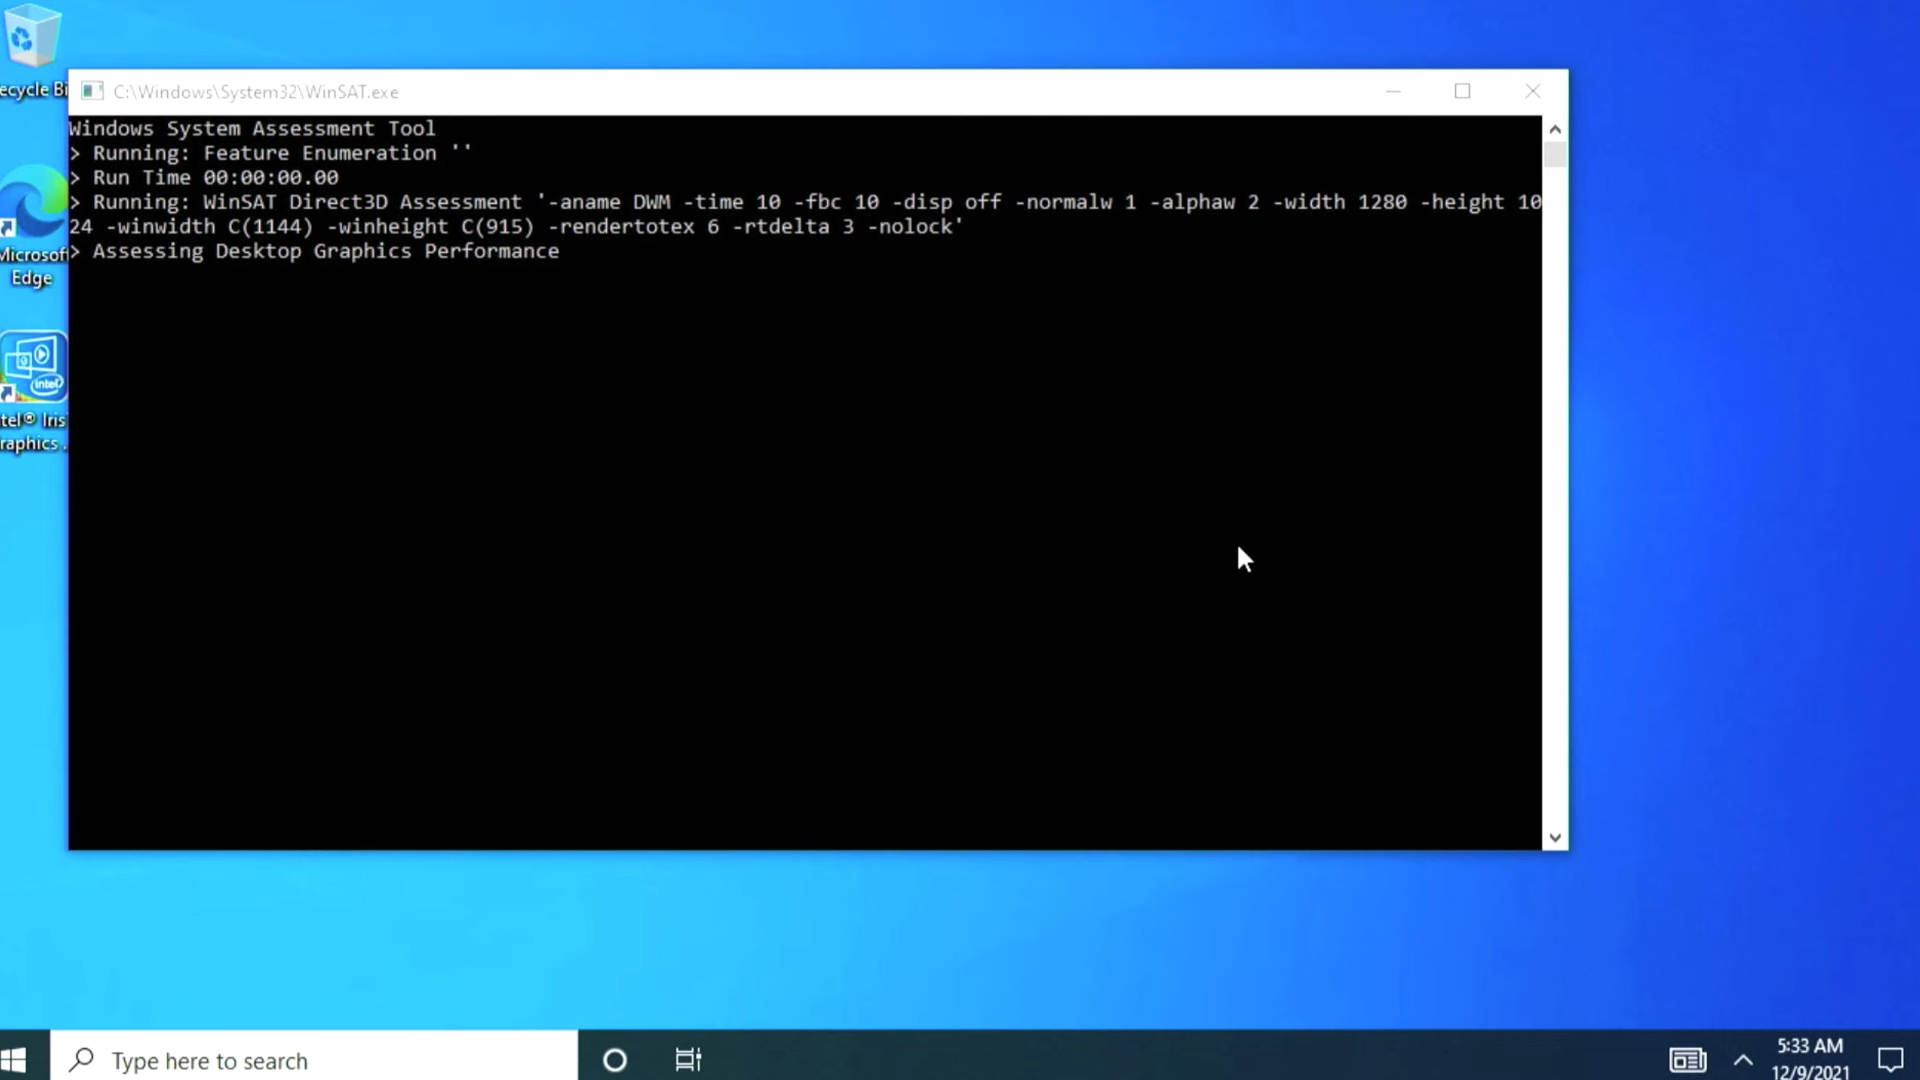 ecycle Bi
C:\Windows\System32\WinSAT.exe
Windows System Assessment Tool
> Running: Feature Enumeration ''
> Run Time 00:00:00.00
> Running: WinSAT Direct3D Assessment '-aname DWM -time 10 -fbc 10 -disp off -normalw 1 -alphaw 2 -width 1280 -height 10
24 -winwidth C(1144) -winheight C(915) -rendertotex 6 -rtdelta 3 -nolock'
> Assessing Desktop Graphics Performance
Microsof
Edge
intel
tel® Iris
raphics .
Type here to search
5:33 AM
12/9/2021